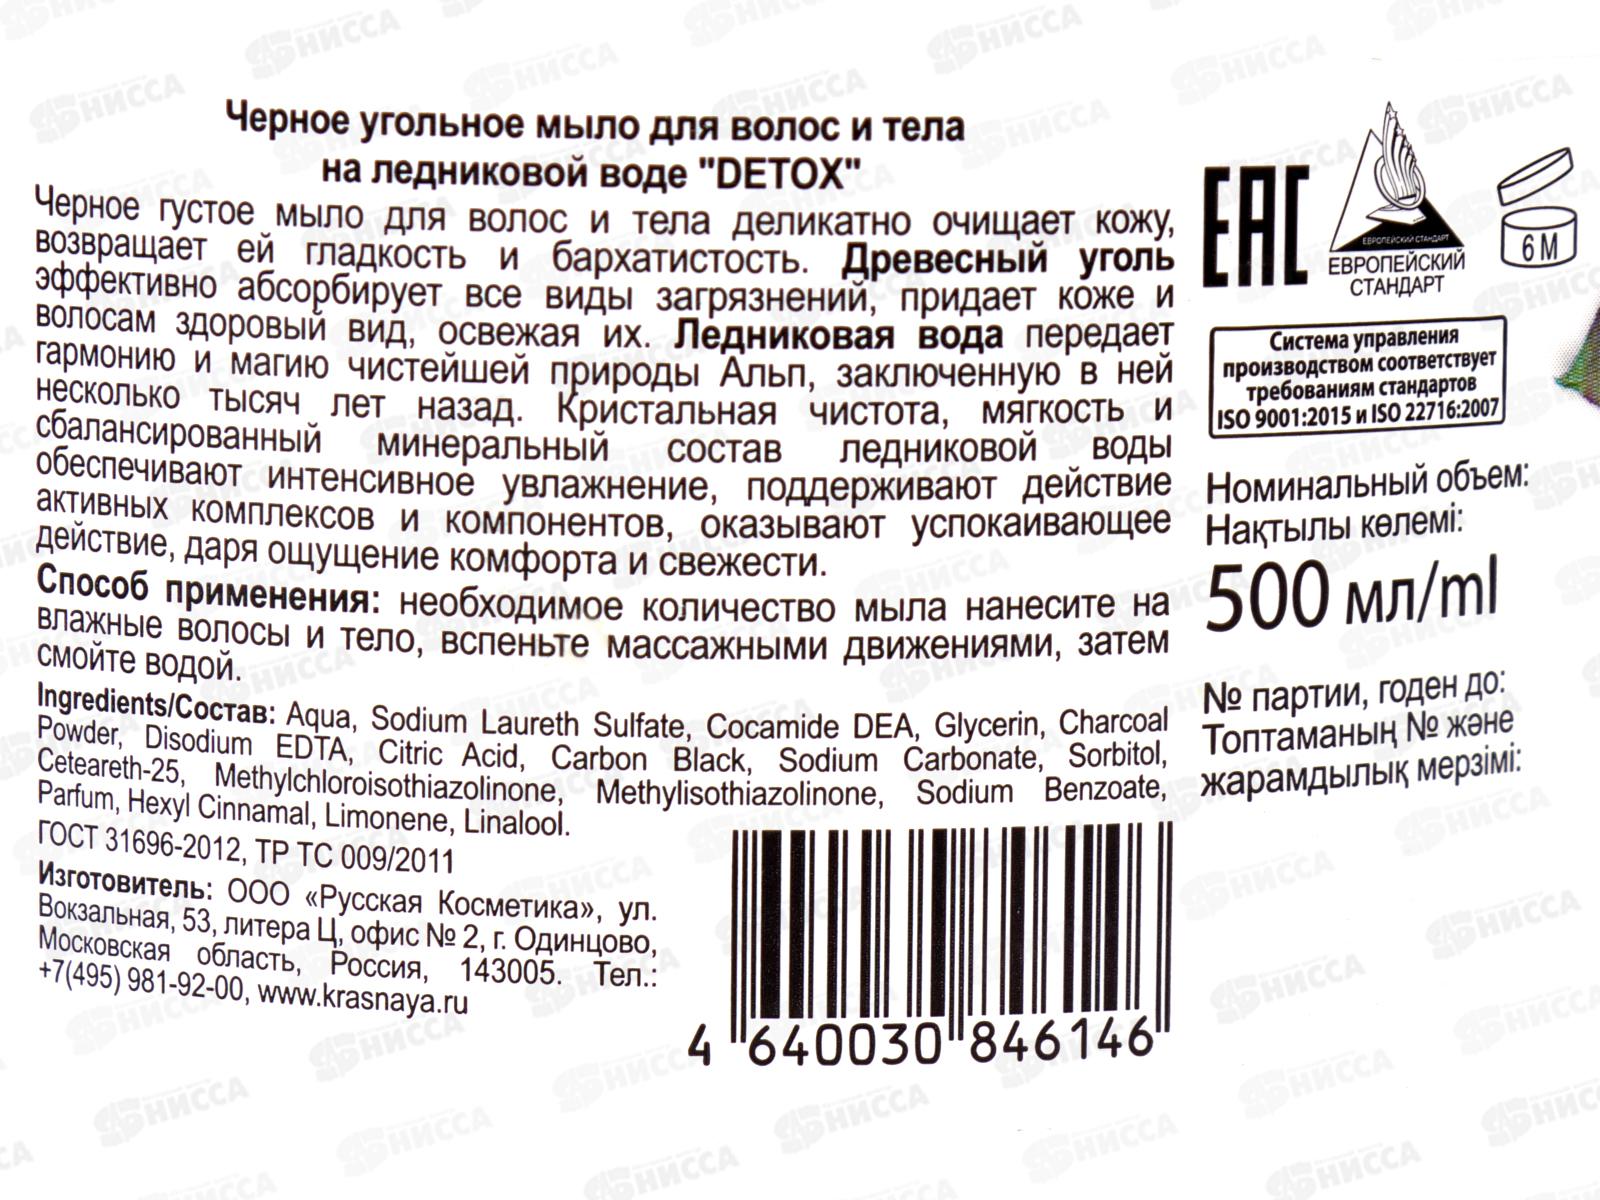 Черное угольное мыло для волос и тела
на ледниковой воде "DETOX"
Черное густое мыло для волос и тела деликатно очищает кожу,
возвращает ей гладкость и бархатистость. Древесный уголь
эффективно абсорбирует все виды загрязнений, придает коже и
волосам здоровый вид, освежая их. Ледниковая вода передает
гармонию и магию чистейшей природы Альп, заключенную в ней
несколько тысяч лет назад. Кристальная чистота, мягкость и
сбалансированный минеральный состав ледниковой воды
обеспечивают интенсивное увлажнение, поддерживают действие
активных комплексов и компонентов, оказывают успокаивающее
действие, даря ощущение комфорта и свежести.
Способ применения: необходимое количество мыла нанесите на
влажные волосы и тело, вспеньте массажными движениями, затем
смойте водой.
Ingredients/Состав: Aqua, Sodium Laureth Sulfate, Cocamide DEA, Glycerin, Charcoal
Powder, Disodium EDTA, Citric Acid, Carbon Black, Sodium Carbonate, Sorbitol,
Ceteareth-25, Methylchloroisothiazolinone, Methylisothiazolinone, Sodium Benzoate,
Parfum, Hexyl Cinnamal, Limonene, Linalool.
ГОСТ 31696-2012, ТР ТС 009/2011
Изготовитель: ООО «Русская Косметика», ул.
Вокзальная, 53, литера Ц, офис № 2, г. Одинцово,
Московская область, Россия, 143005. Тел.:
+7(495) 981-92-00, www.krasnaya.ru
4 640030 846146
EAC
ЕВРОПЕЙСКИЙ СТАНДАРТ
ЕВРОПЕЙСКИЙ
СТАНДАРТ
6 M
Система управления
производством соответствует
требованиям стандартов
ISO 9001:2015 и ISO 22716:2007
Номинальный объем:
Нақтылы көлемі:
500 мл/ml
№ партии, годен до:
Топтаманың № және
жарамдылық мерзімі:
НИССА